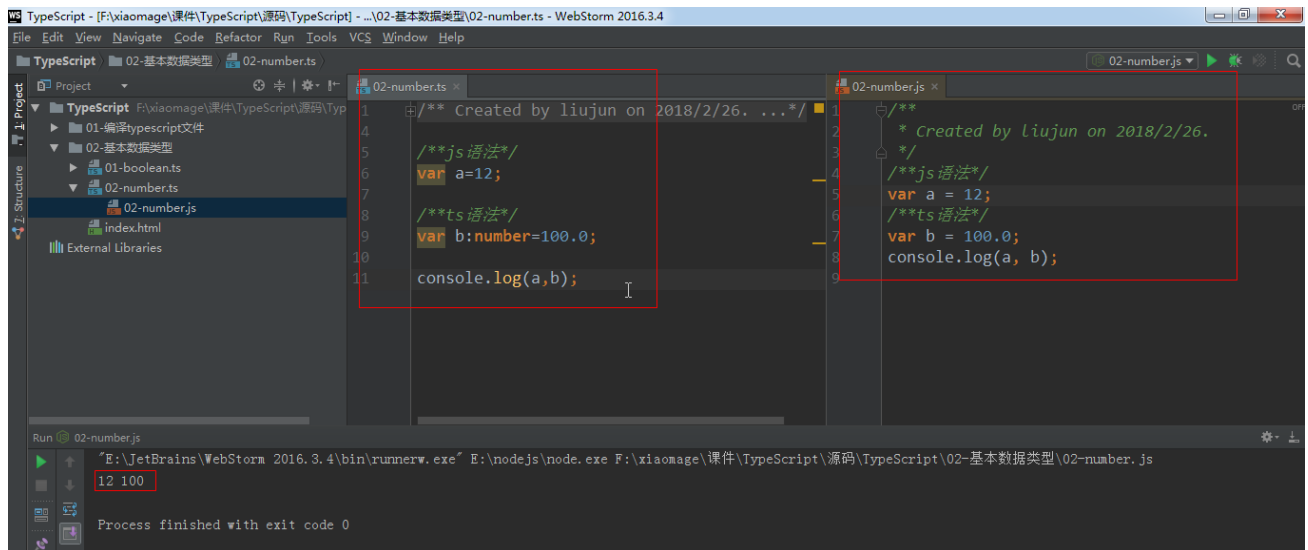 TypeScript - [F:\xiaomage\课件\TypeScript\源码\TypeScript] - ...\02-基本数据类型\02-number.ts - WebStorm 2016.3.4
File Edit View Navigate Code Refactor Run Tools VCS Window Help
TypeScript 02-基本数据类型 02-number.ts
02-number.js
1: Project
7: Structure
Project
TypeScript F:\xiaomage\课件\TypeScript\源码\Typ
01-编译typescript文件
02-基本数据类型
01-boolean.ts
02-number.ts
02-number.js
index.html
External Libraries
02-number.ts
1 /** Created by liujun on 2018/2/26. ...*/
4
5 /**js语法*/
6 var a=12;
7
8 /**ts语法*/
9 var b:number=100.0;
10
11 console.log(a,b);
02-number.js
OFF
1 /**
2 * Created by liujun on 2018/2/26.
3 */
4 /**js语法*/
5 var a = 12;
6 /**ts语法*/
7 var b = 100.0;
8 console.log(a, b);
9
Run 02-number.js
"E:\JetBrains\WebStorm 2016.3.4\bin\runnerw.exe" E:\nodejs\node.exe F:\xiaomage\课件\TypeScript\源码\TypeScript\02-基本数据类型\02-number.js
12 100
Process finished with exit code 0